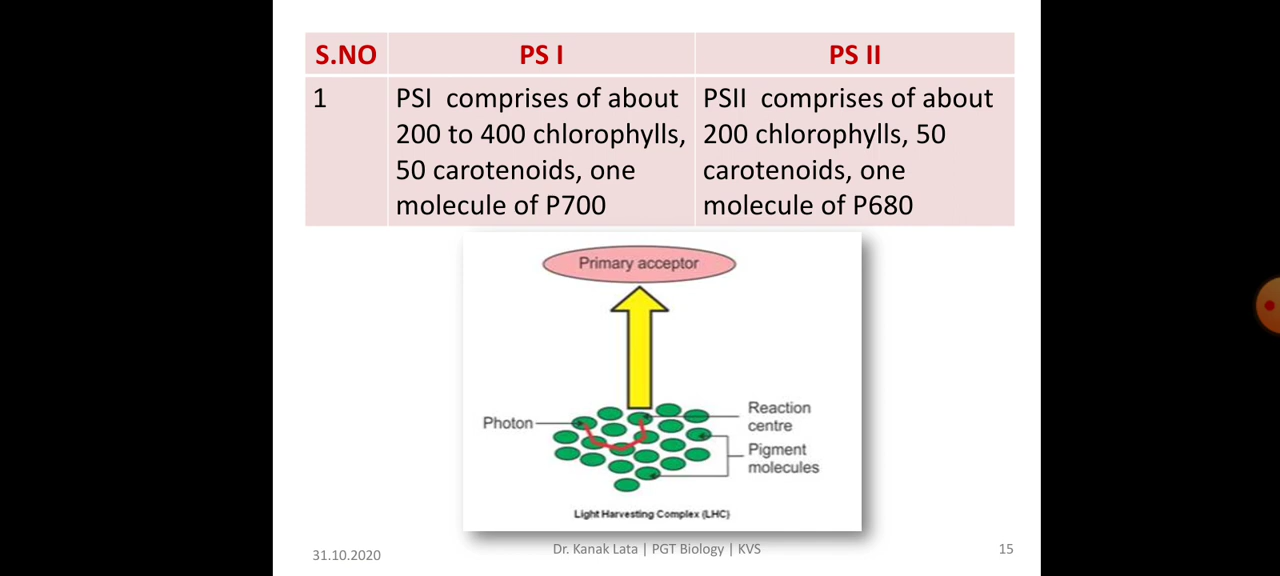 S.NO PS I PS II
1 PSI comprises of about PSII comprises of about
200 to 400 chlorophylls, 200 chlorophylls, 50
50 carotenoids, one carotenoids, one
molecule of P700 molecule of P680
Primary acceptor
Photon
Reaction
centre
Pigment
molecules
Light Harvesting Complex (LHC)
31.10.2020 Dr. Kanak Lata | PGT Biology | KVS 15